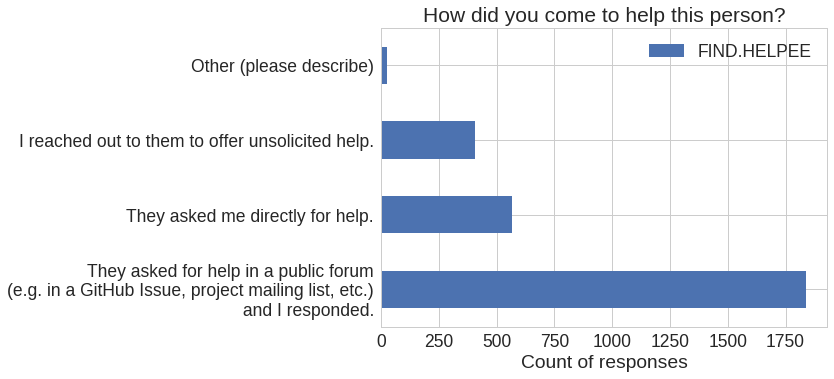 How did you come to help this person?
FIND.HELPEE
Other (please describe)
I reached out to them to offer unsolicited help.
They asked me directly for help.
They asked for help in a public forum
(e.g. in a GitHub Issue, project mailing list, etc.)
and I responded.
0 250 500 750 1000 1250 1500 1750
Count of responses